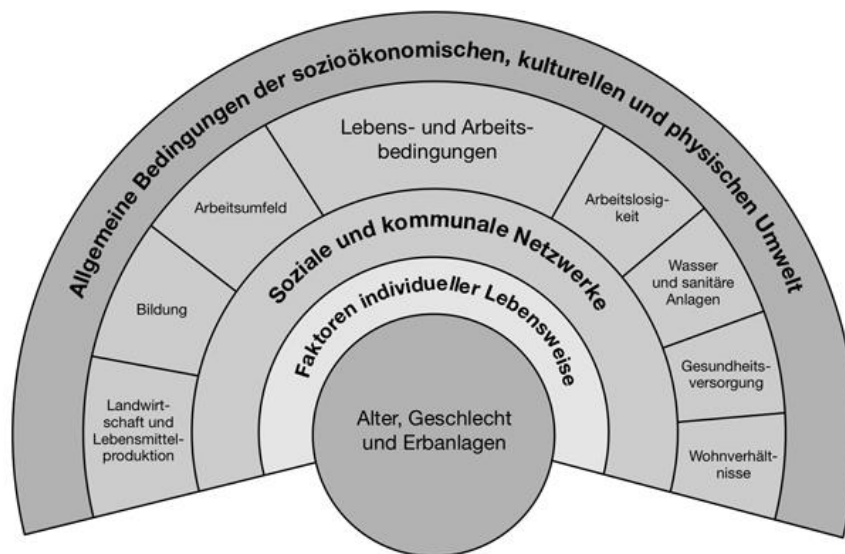 Allgemeine Bedingungen der sozioökonomischen, kulturellen und physischen Umwelt
Lebens- und Arbeits-
bedingungen
Landwirt-
schaft und
Lebensmittel-
produktion
Bildung
Arbeitsumfeld
Arbeitslosig-
keit
Wasser
und sanitäre
Anlagen
Gesundheits-
versorgung
Wohnverhält-
nisse
Soziale und kommunale Netzwerke
Faktoren individueller Lebensweise
Alter, Geschlecht
und Erbanlagen